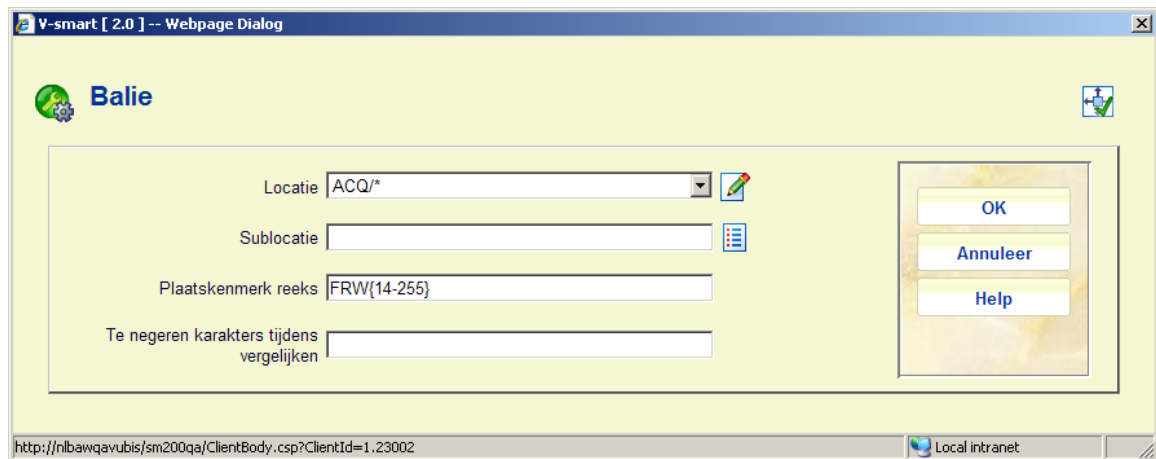 V-smart [ 2.0 ] -- Webpage Dialog
Balie
Locatie ACQ/*
Sublocatie
Plaatskenmerk reeks FRW{14-255}
Te negeren karakters tijdens
vergelijken
OK
Annuleer
Help
http://nlbawqavubis/sm200qa/ClientBody.csp?ClientId=1.23002
Local intranet